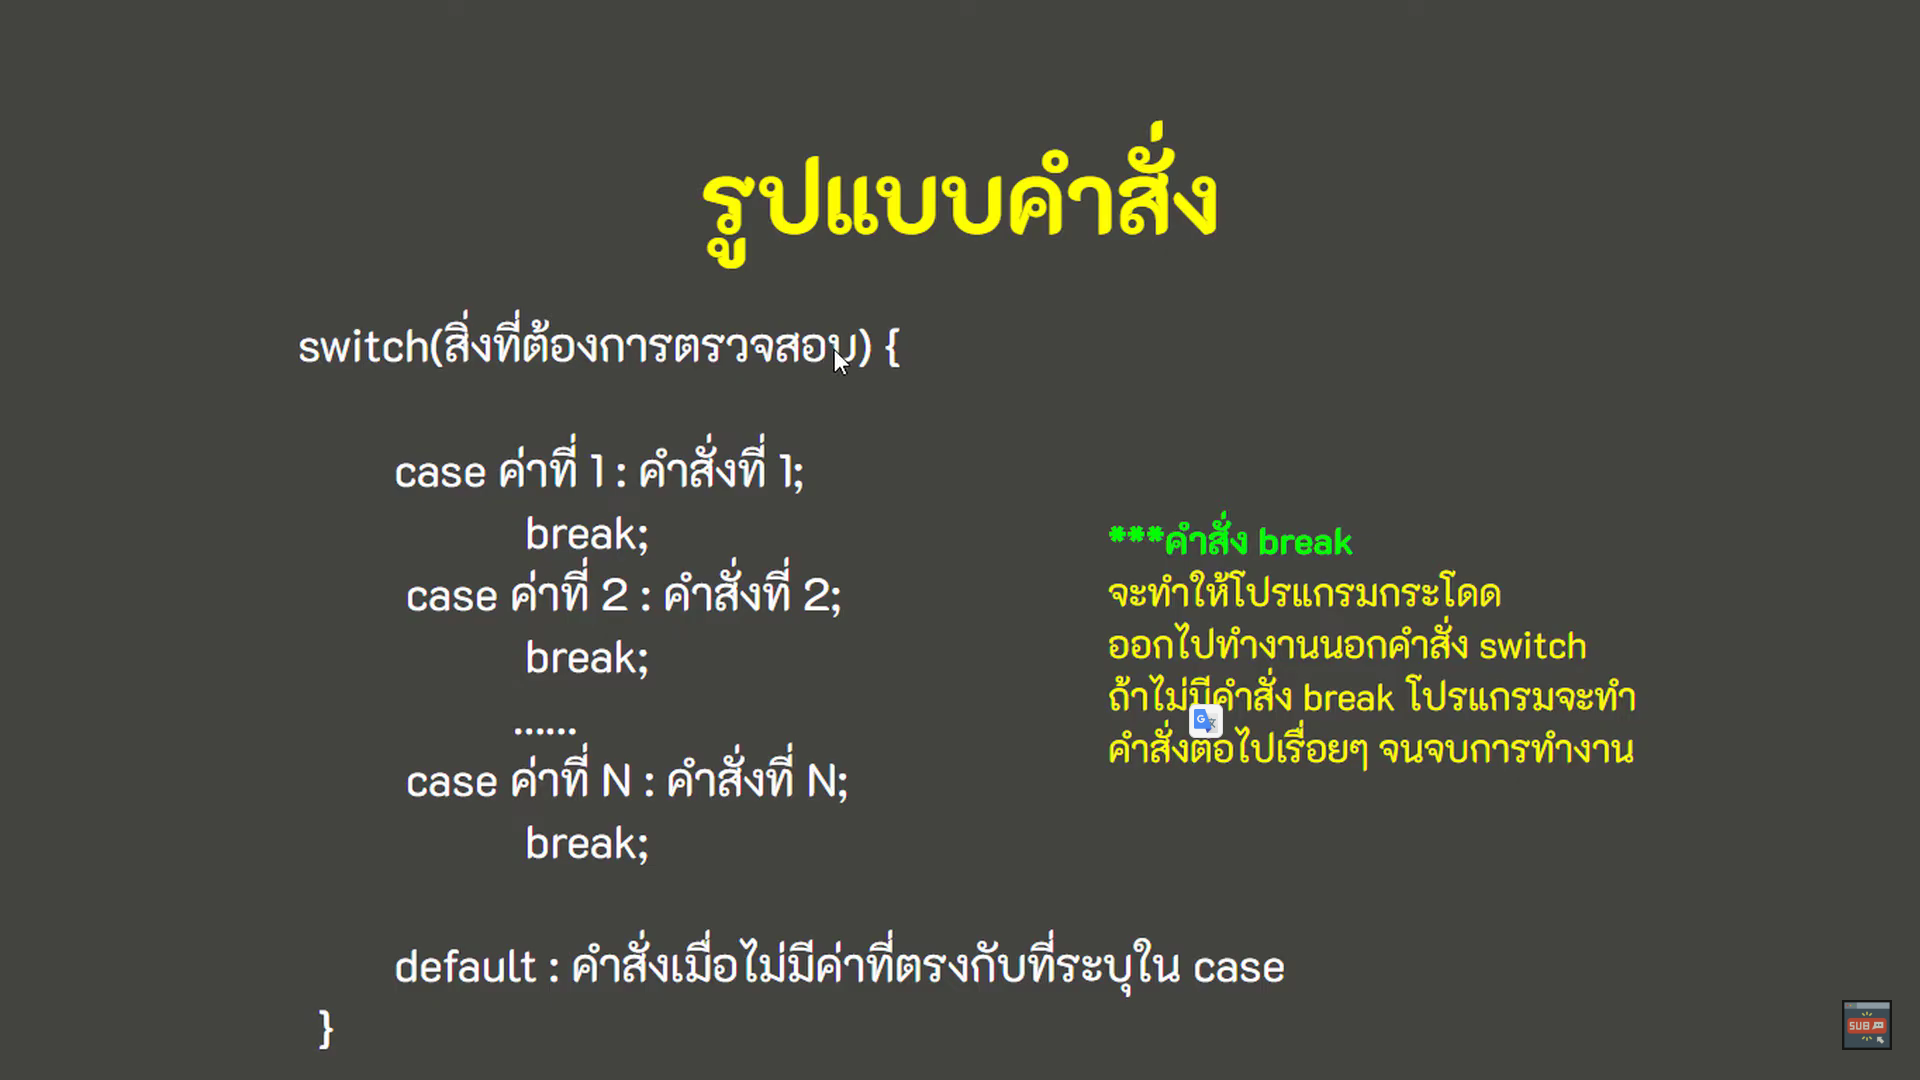 รูปแบบคำสั่ง
switch(สิ่งที่ต้องการตรวจสอบ) {
case ค่าที่ 1 : คำสั่งที่ 1;
break;
case ค่าที่ 2 : คำสั่งที่ 2;
break;
......
case ค่าที่ N : คำสั่งที่ N;
break;
default : คำสั่งเมื่อไม่มีค่าที่ตรงกับที่ระบุใน case
}
***คำสั่ง break
จะทำให้โปรแกรมกระโดด
ออกไปทำงานนอกคำสั่ง switch
ถ้าไม่มีคำสั่ง break โปรแกรมจะทำ
คำสั่งต่อไปเรื่อยๆ จนจบการทำงาน
SUB